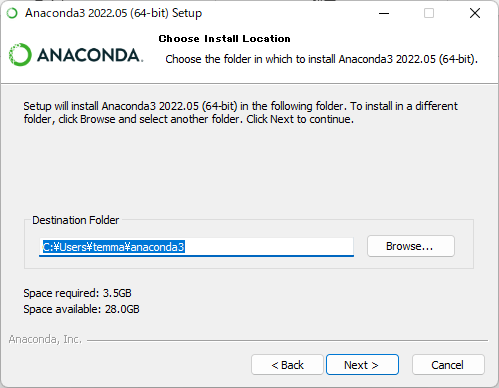 Anaconda3 2022.05 (64-bit) Setup
ANACONDA.
Choose Install Location
Choose the folder in which to install Anaconda3 2022.05 (64-bit).
Setup will install Anaconda3 2022.05 (64-bit) in the following folder. To install in a different
folder, click Browse and select another folder. Click Next to continue.
Destination Folder
C:¥Users¥temma¥anaconda3
Browse...
Space required: 3.5GB
Space available: 28.0GB
Anaconda, Inc.
< Back
Next >
Cancel